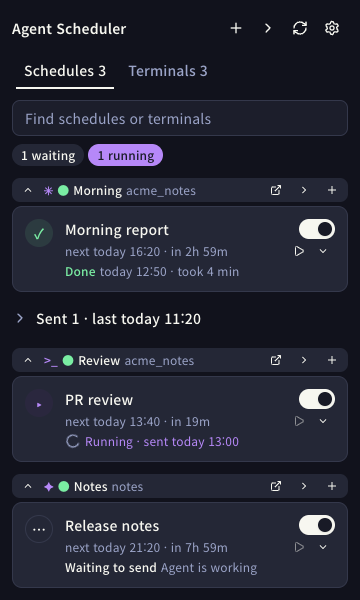 Agent Scheduler
Schedules 3
Terminals 3
Find schedules or terminals
1 waiting
1 running
Morning acme_notes
Morning report
next today 16:20 · in 2h 59m
Done today 12:50 · took 4 min
Sent 1 · last today 11:20
>_ Review acme_notes
PR review
next today 13:40 · in 19m
Running · sent today 13:00
Notes notes
Release notes
next today 21:20 · in 7h 59m
Waiting to send Agent is working